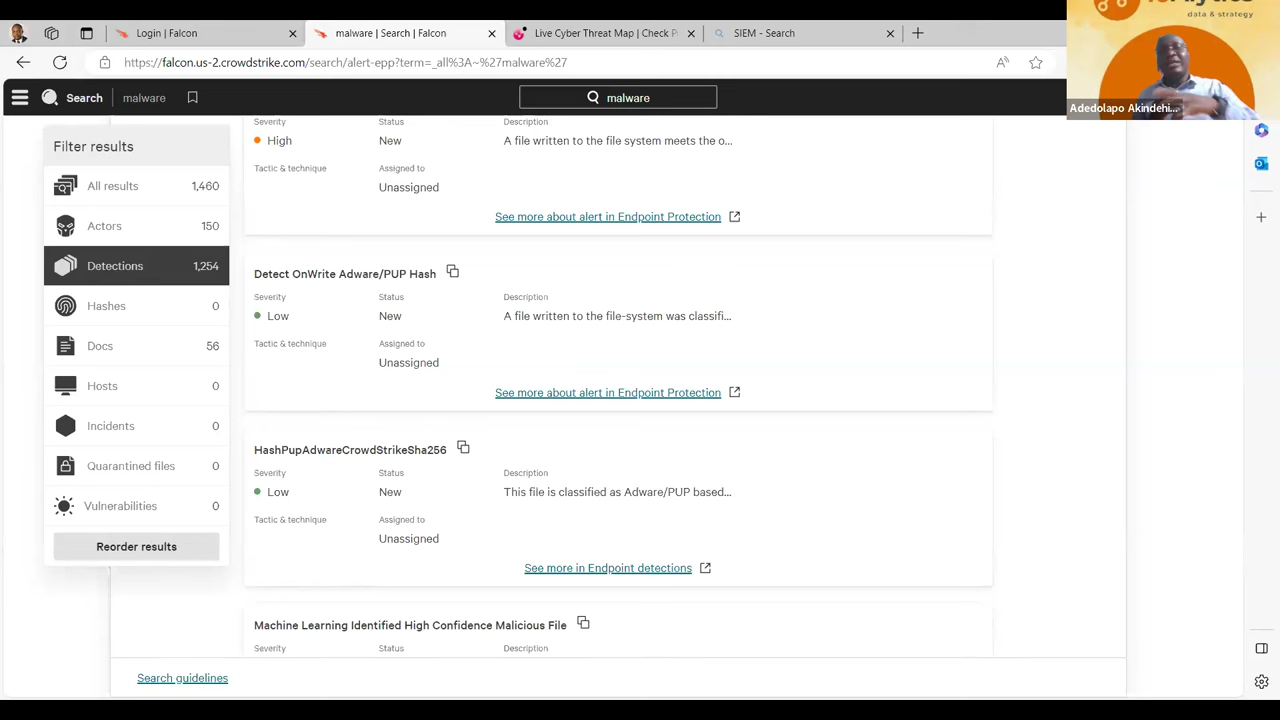 Login | Falcon
malware | Search | Falcon
Live Cyber Threat Map | Check P
SIEM - Search
https://falcon.us-2.crowdstrike.com/search/alert-epp?term=_all%3A~%27malware%27
data & strategy
Adedolapo Akindehi...
Search
malware
malware
Filter results
All results 1,460
Actors 150
Detections 1,254
Hashes 0
Docs 56
Hosts 0
Incidents 0
Quarantined files 0
Vulnerabilities 0
Reorder results
Severity Status Description
High New A file written to the file system meets the o...
Tactic & technique Assigned to
Unassigned
See more about alert in Endpoint Protection
Detect OnWrite Adware/PUP Hash
Severity Status Description
Low New A file written to the file-system was classifi...
Tactic & technique Assigned to
Unassigned
See more about alert in Endpoint Protection
HashPupAdwareCrowdStrikeSha256
Severity Status Description
Low New This file is classified as Adware/PUP based...
Tactic & technique Assigned to
Unassigned
See more in Endpoint detections
Machine Learning Identified High Confidence Malicious File
Severity Status Description
Search guidelines